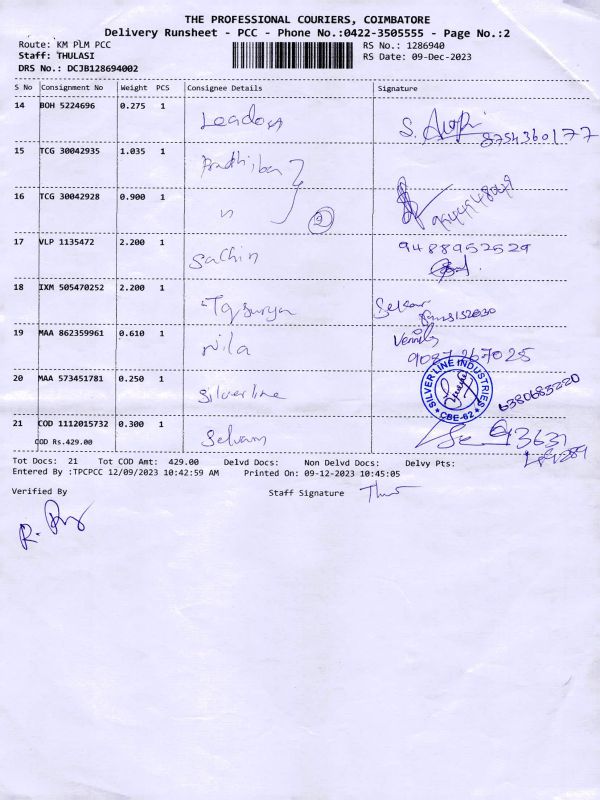 THE PROFESSIONAL COURIERS, COIMBATORE
Delivery Runsheet - PCC - Phone No.:0422-3505555 - Page No.:2
Route: KM PLM PCC
RS No.: 1286940
Staff: THULASI
RS Date: 09-Dec-2023
DRS No.: DCJB128694002
S No Consignment No Weight PCS Consignee Details Signature
14 BOH 5224696 0.275 1
S. 8754360177
15 TCG 30042935 1.035 1
16 TCG 30042928 0.900 1 " 2
17 VLP 1135472 2.200 1 Sachin 9488952529
18 IXM 505470252 2.200 1
19 MAA 862359961 0.610 1 Nila
20 MAA 573451781 0.250 1 Silverline SILVER LINE INDUSTRIES * CBE-62 * 6380683220
21 COD 1112015732 0.300 1 Selvam
COD Rs.429.00
Tot Docs: 21 Tot COD Amt: 429.00 Delvd Docs: Non Delvd Docs: Delvy Pts:
Entered By :TPCPCC 12/09/2023 10:42:59 AM Printed On: 09-12-2023 10:45:05
Verified By Staff Signature